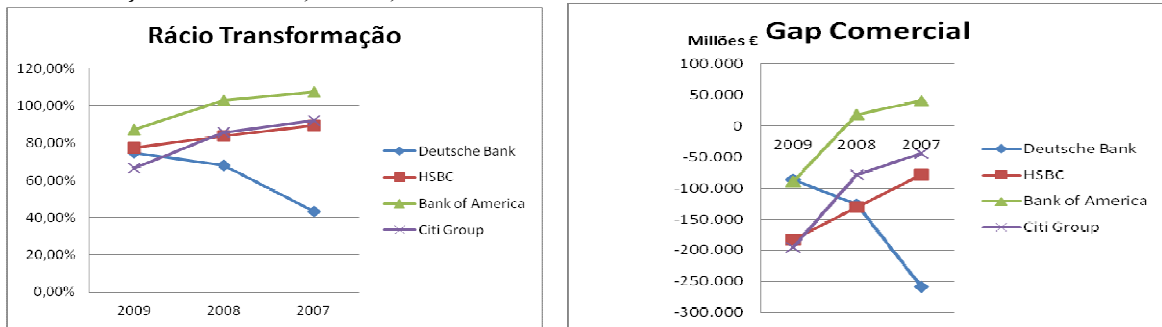 Rácio Transformação
120,00%
100,00%
80,00%
60,00%
40,00%
20,00%
0,00%
2009 2008 2007
Deutsche Bank
HSBC
Bank of America
Citi Group
Millões € Gap Comercial
100.000
50.000
0
-50.000
-100.000
-150.000
-200.000
-250.000
-300.000
2009 2008 2007
Deutsche Bank
HSBC
Bank of America
Citi Group